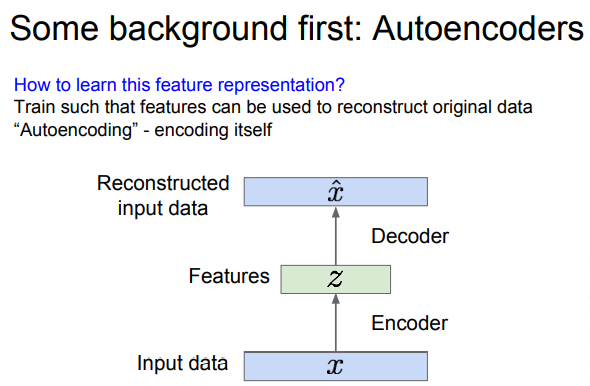 Some background first: Autoencoders
How to learn this feature representation?
Train such that features can be used to reconstruct original data
“Autoencoding” - encoding itself
Reconstructed
input data
x̂
Decoder
Features
z
Encoder
Input data
x